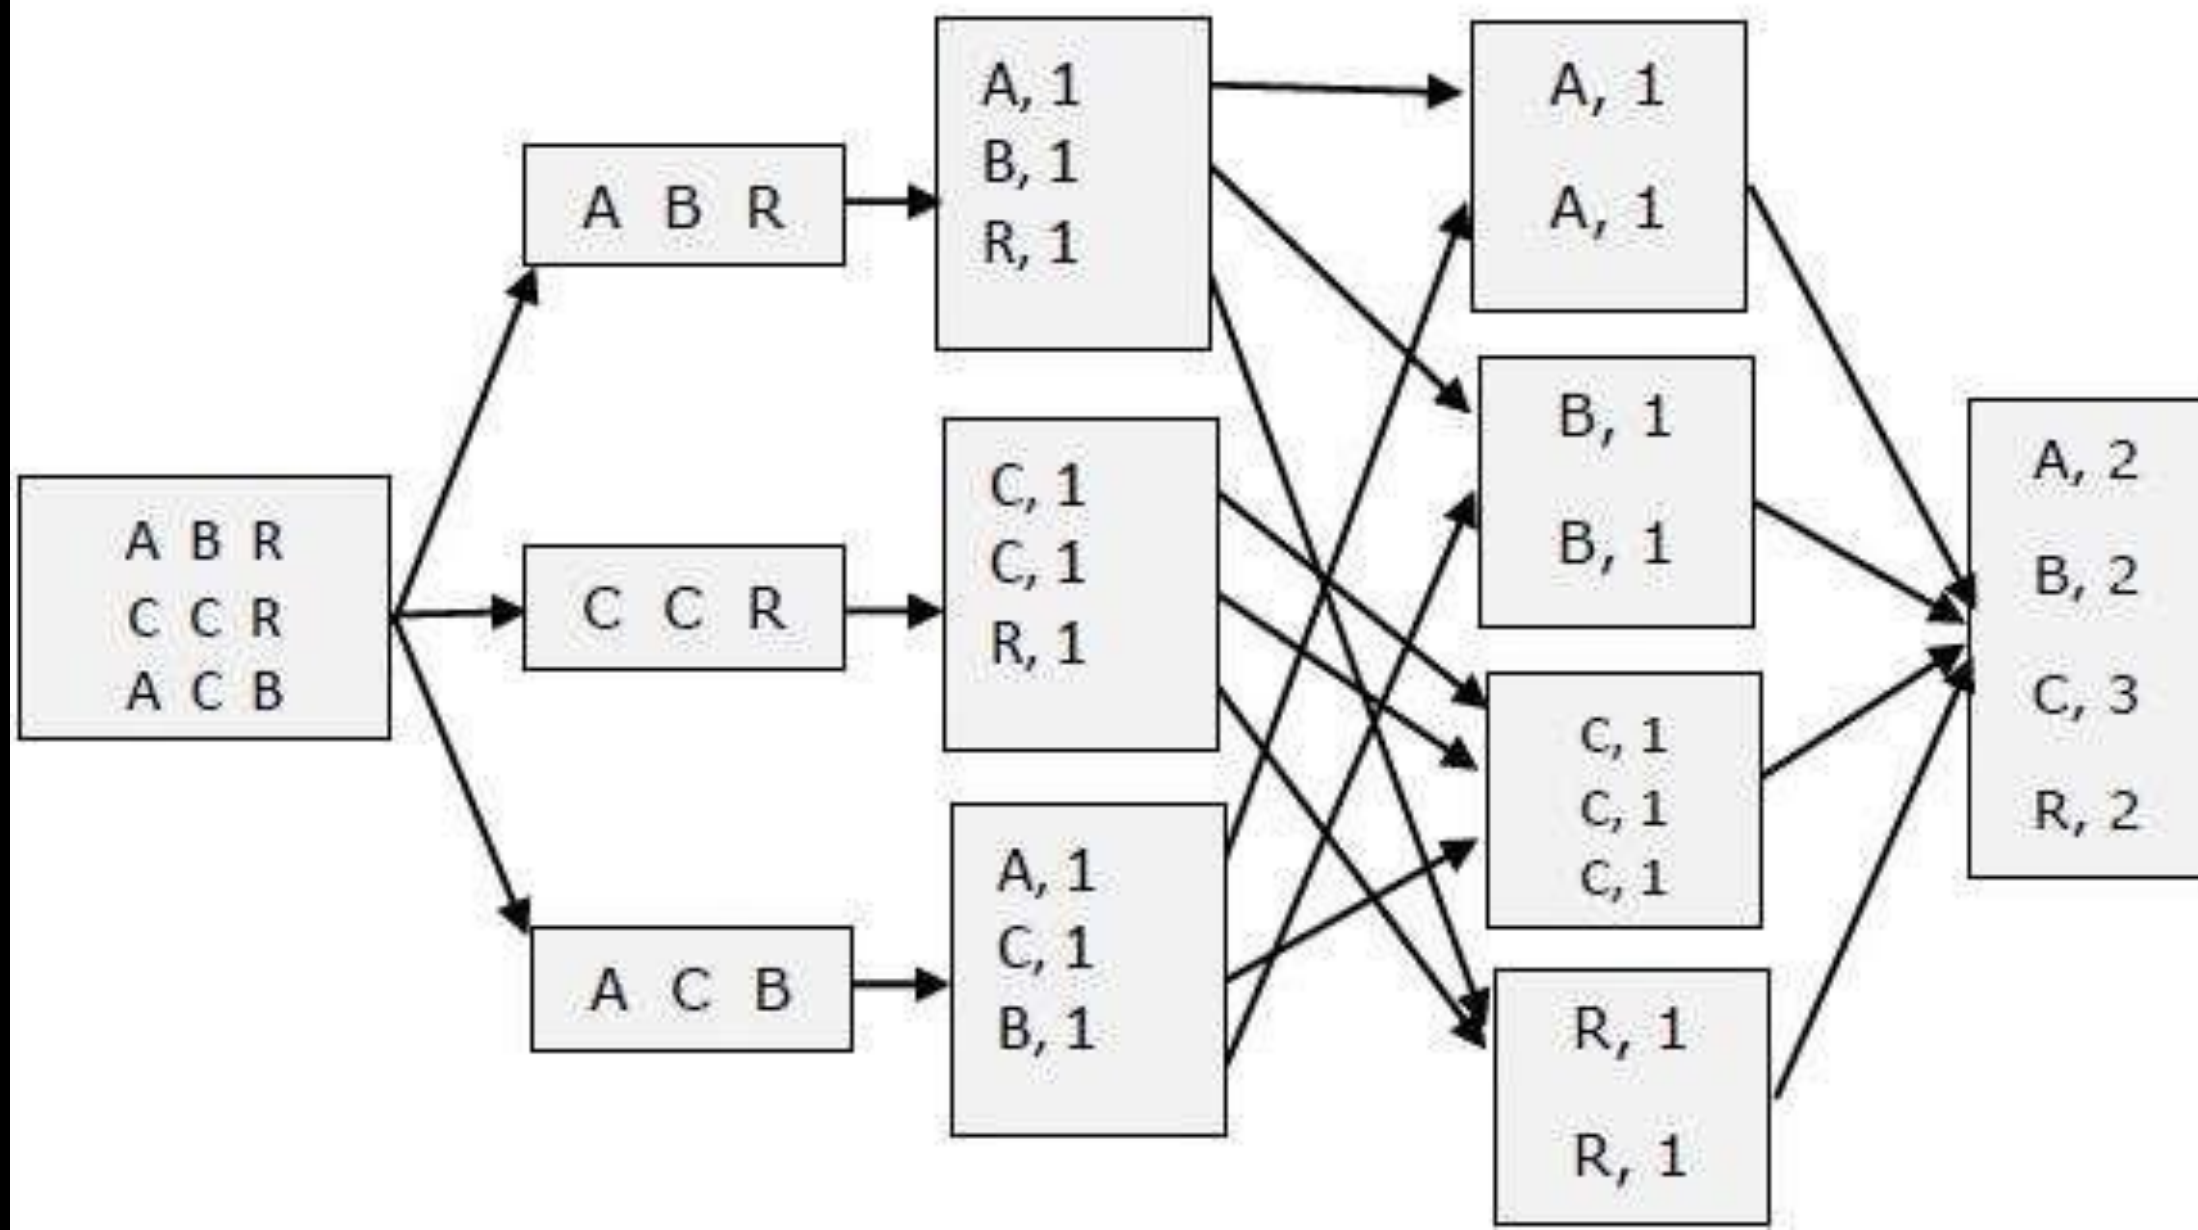 A B R
C C R
A C B
A B R
C C R
A C B
A, 1
B, 1
R, 1
C, 1
C, 1
R, 1
A, 1
C, 1
B, 1
A, 1
A, 1
B, 1
B, 1
C, 1
C, 1
C, 1
R, 1
R, 1
A, 2
B, 2
C, 3
R, 2